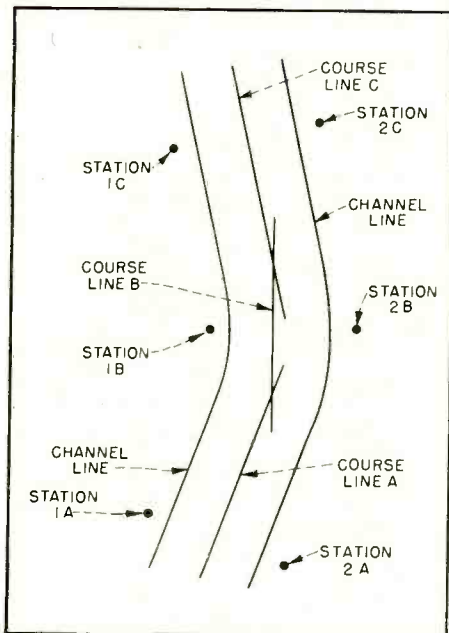 COURSE
LINE C
STATION
2C
STATION
1C
CHANNEL
LINE
COURSE
LINE B
STATION
2B
STATION
1B
CHANNEL
LINE
COURSE
LINE A
STATION
1A
STATION
2A